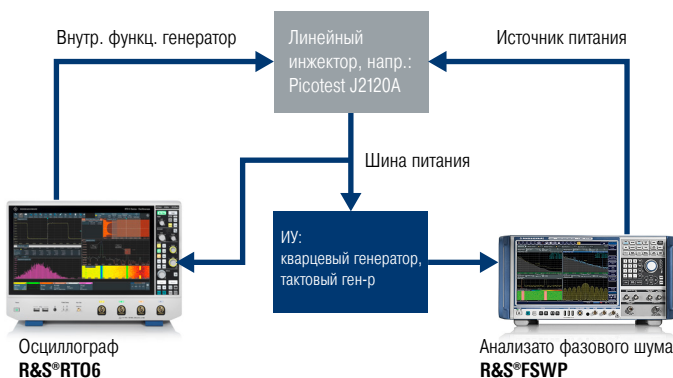 Внутр. функц. генератор
Линейный
инжектор, напр.:
Picotest J2120A
Источник питания
Шина питания
ИУ:
кварцевый генератор,
тактовый ген-р
Осциллограф
R&S®RTO6
Анализато фазового шума
R&S®FSWP